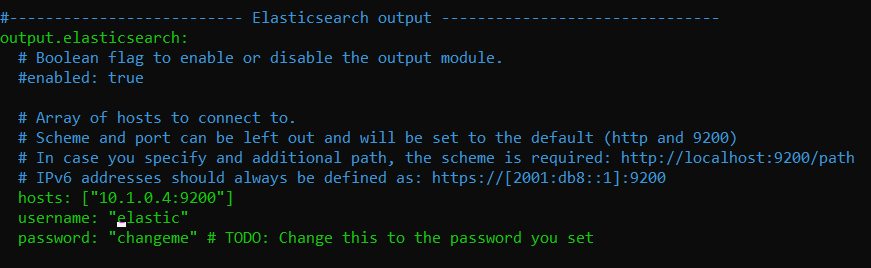 #------------------------- Elasticsearch output ------------------------------
output.elasticsearch:
  # Boolean flag to enable or disable the output module.
  #enabled: true

  # Array of hosts to connect to.
  # Scheme and port can be left out and will be set to the default (http and 9200)
  # In case you specify and additional path, the scheme is required: http://localhost:9200/path
  # IPv6 addresses should always be defined as: https://[2001:db8::1]:9200
  hosts: ["10.1.0.4:9200"]
  username: "elastic"
  password: "changeme" # TODO: Change this to the password you set